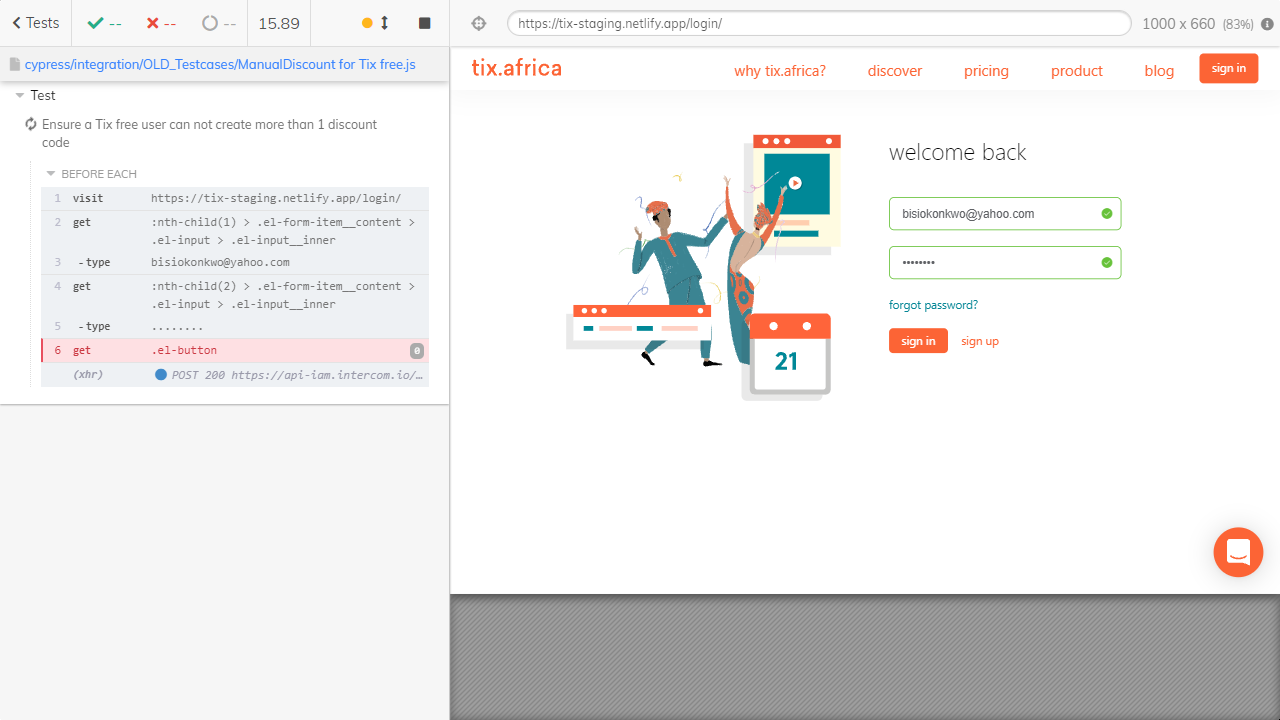 Tests
--
--
--
15.89
https://tix-staging.netlify.app/login/
1000 x 660 (83%)
cypress/integration/OLD_Testcases/ManualDiscount for Tix free.js
Test
Ensure a Tix free user can not create more than 1 discount
code
BEFORE EACH
1 visit https://tix-staging.netlify.app/login/
2 get :nth-child(1) > .el-form-item__content >
.el-input > .el-input__inner
3 -type bisiokonkwo@yahoo.com
4 get :nth-child(2) > .el-form-item__content >
.el-input > .el-input__inner
5 -type ........
6 get .el-button 0
(xhr) POST 200 https://api-iam.intercom.io/…
tix.africa
why tix.africa?
discover
pricing
product
blog
sign in
21
welcome back
bisiokonkwo@yahoo.com
••••••••
forgot password?
sign in
sign up